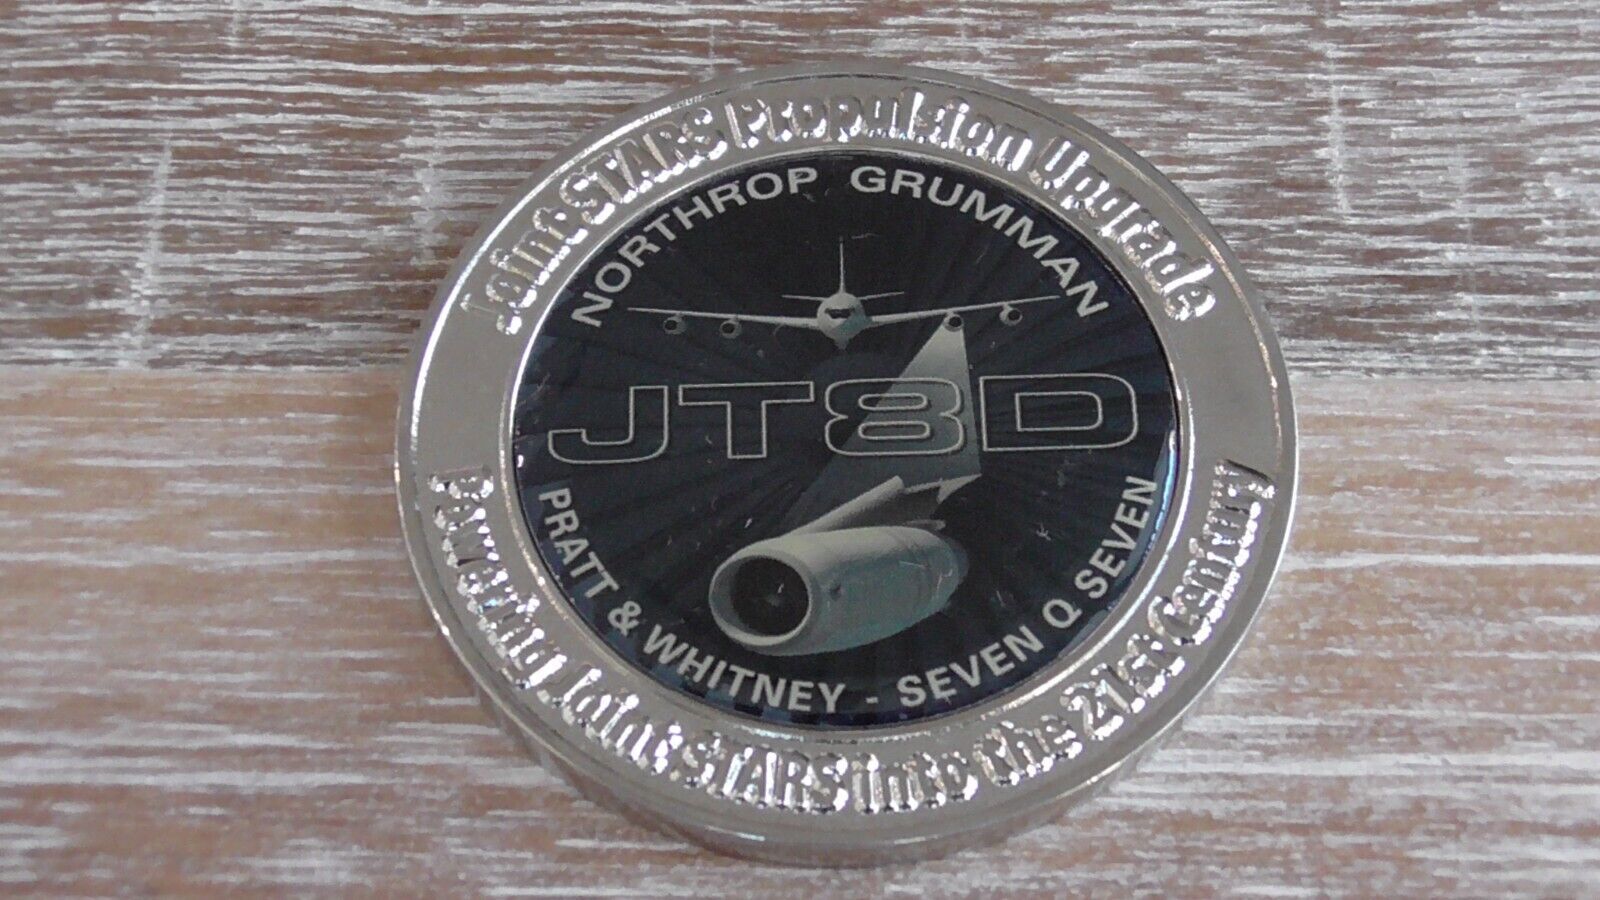 Joint STARS Propulsion Upgrade
NORTHROP GRUMMAN
JT8D
PRATT & WHITNEY - SEVEN Q SEVEN
Powering Joint STARS into the 21st Century